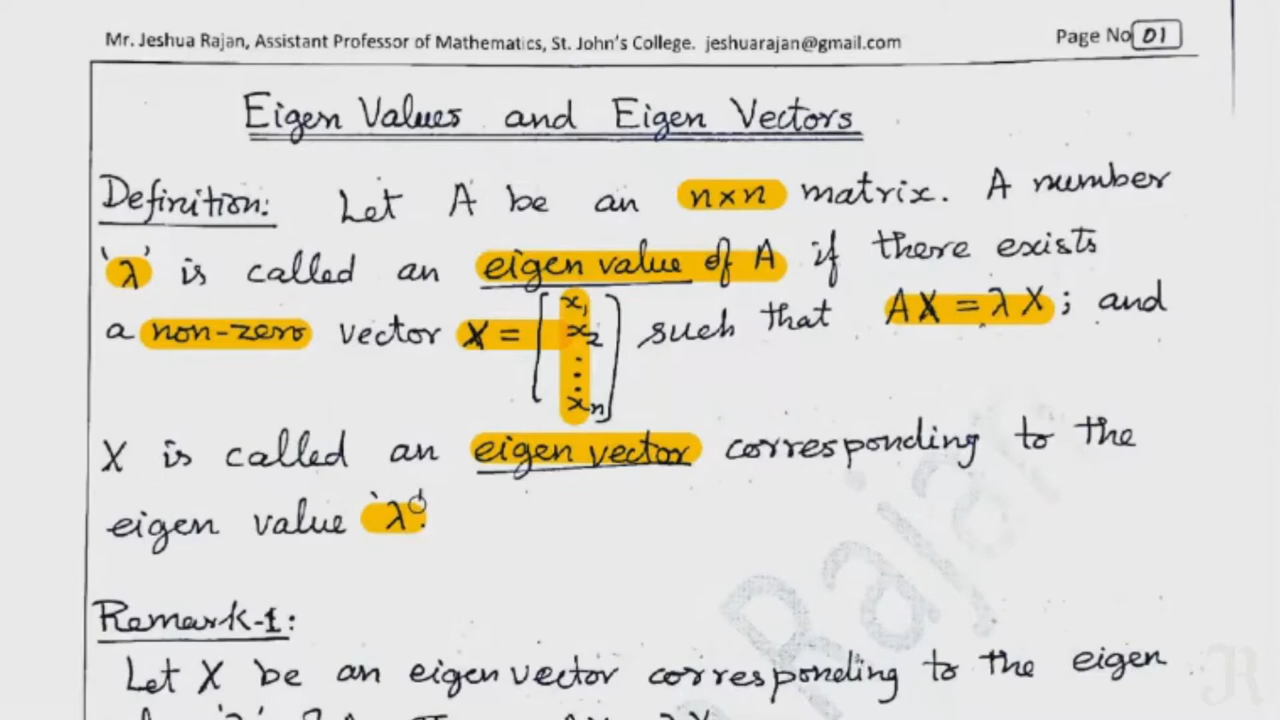 Mr. Jeshua Rajan, Assistant Professor of Mathematics, St. John's College. jeshuarajan@gmail.com Page No 01
Eigen Values and Eigen Vectors
Definition: Let A be an n×n matrix. A number
'λ' is called an eigen value of A if there exists
a non-zero vector X = [x₁ x₂ ⋮ xₙ] such that AX = λX; and
X is called an eigen vector corresponding to the
eigen value 'λ'.
Remark-1:
Let X be an eigen vector corresponding to the eigen
Rajan
JR